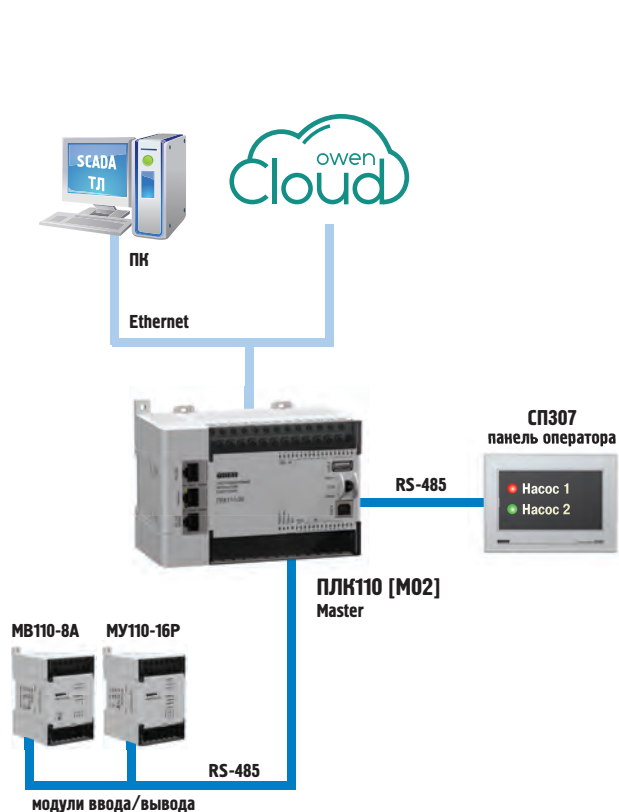 SCADA
ТЛ
owen
Cloud
ПК
Ethernet
СП307
панель оператора
RS-485
Насос 1
Насос 2
ПЛК110 [М02]
Master
МВ110-8А
МУ110-16Р
RS-485
модули ввода/вывода